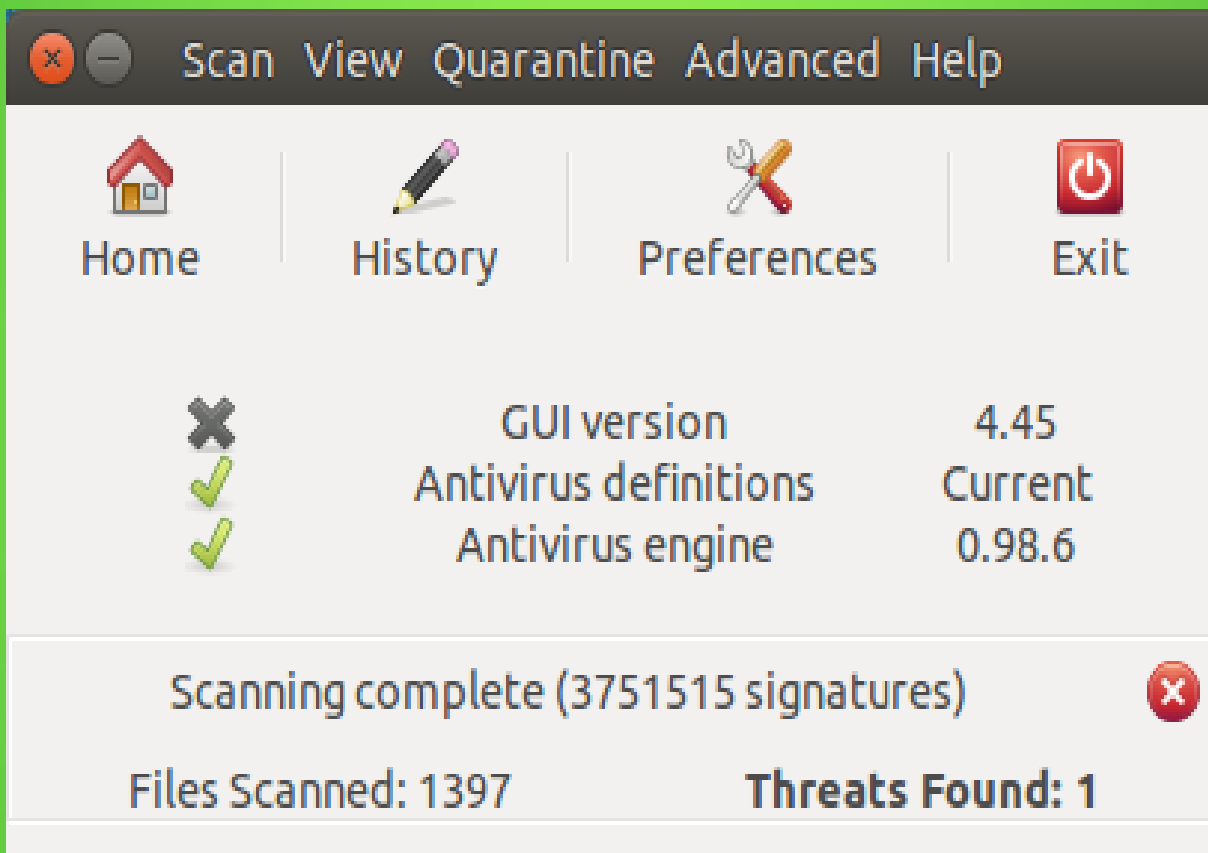 Scan View Quarantine Advanced Help
Home History Preferences Exit
GUI version 4.45
Antivirus definitions Current
Antivirus engine 0.98.6
Scanning complete (3751515 signatures)
Files Scanned: 1397 Threats Found: 1